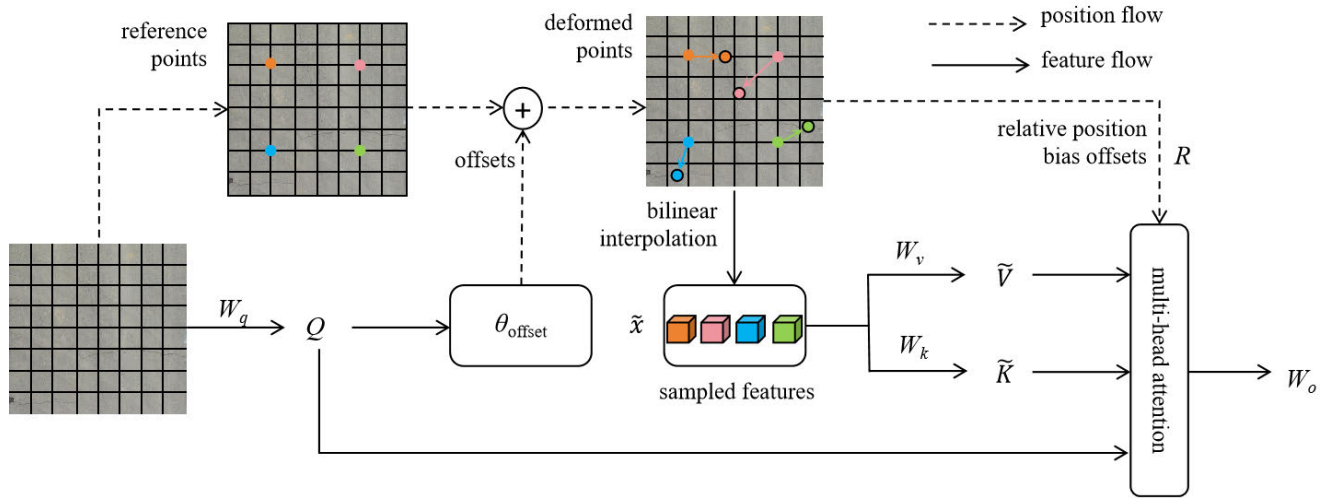 reference
points
deformed
points
position flow
feature flow
+
offsets
relative position
bias offsets
R
bilinear
interpolation
W_q
Q
θ_offset
x̃
sampled features
W_v
Ṽ
W_k
K̃
multi-head attention
W_o